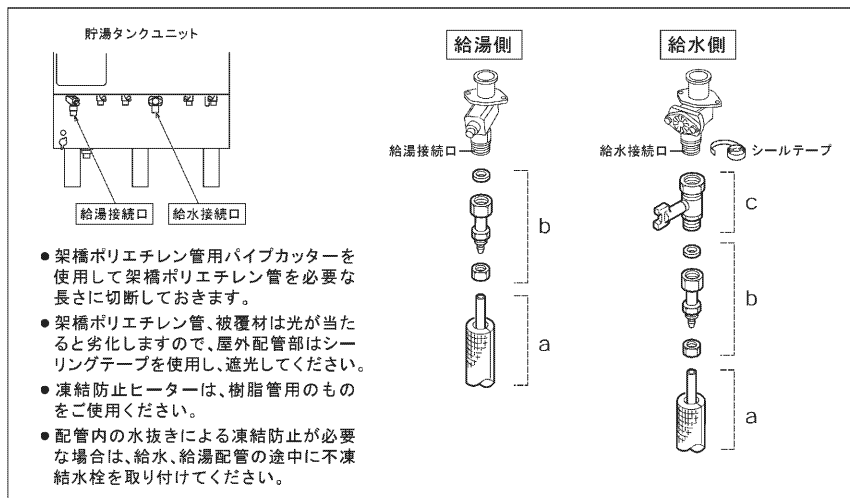 貯湯タンクユニット
給湯接続口
給水接続口
● 架橋ポリエチレン管用パイプカッターを
使用して架橋ポリエチレン管を必要な
長さに切断しておきます。
● 架橋ポリエチレン管、被覆材は光が当た
ると劣化しますので、屋外配管部はシー
リングテープを使用し、遮光してください。
● 凍結防止ヒーターは、樹脂管用のもの
をご使用ください。
● 配管内の水抜きによる凍結防止が必要
な場合は、給水、給湯配管の途中に不凍
結水栓を取り付けてください。
給湯側
給湯接続口
b
a
給水側
給水接続口
シールテープ
c
b
a